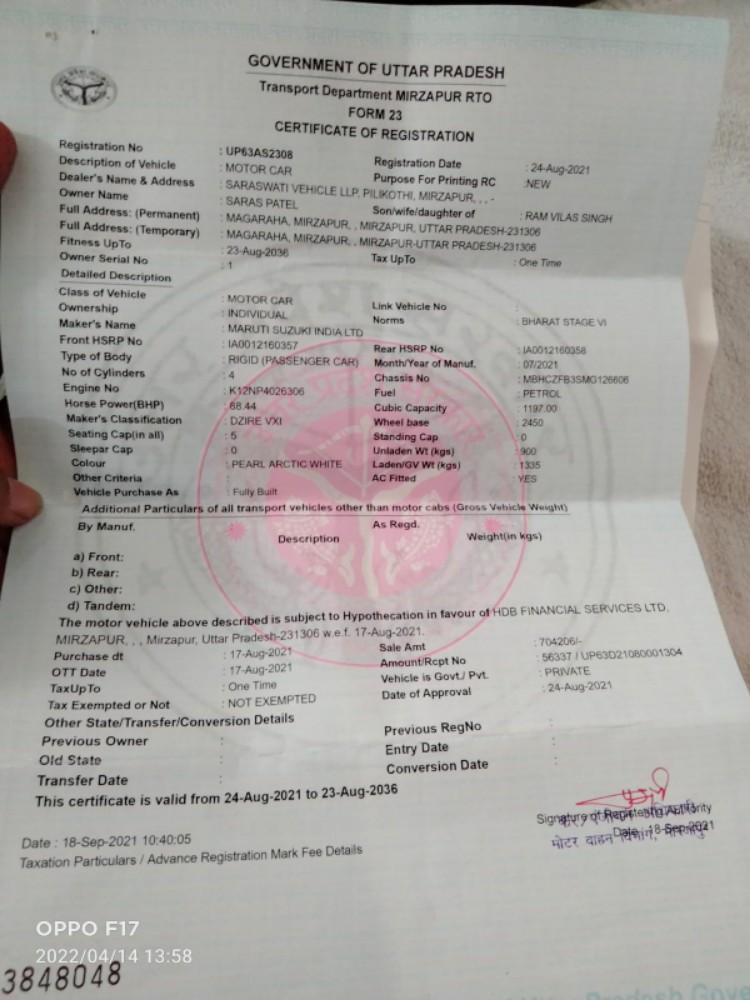 GOVERNMENT OF UTTAR PRADESH
Transport Department MIRZAPUR RTO
FORM 23
CERTIFICATE OF REGISTRATION
Registration No : UP63AS2308 Registration Date : 24-Aug-2021
Description of Vehicle : MOTOR CAR Purpose For Printing RC :NEW
Dealer's Name & Address : SARASWATI VEHICLE LLP, PILIKOTHI, MIRZAPUR, , , -
Owner Name : SARAS PATEL Son/wife/daughter of : RAM VILAS SINGH
Full Address: (Permanent) : MAGARAHA, MIRZAPUR, , MIRZAPUR, UTTAR PRADESH-231306
Full Address: (Temporary) : MAGARAHA, MIRZAPUR, , MIRZAPUR-UTTAR PRADESH-231306
Fitness UpTo : 23-Aug-2036 Tax UpTo : One Time
Owner Serial No : 1
Detailed Description
Class of Vehicle : MOTOR CAR Link Vehicle No :
Ownership : INDIVIDUAL Norms : BHARAT STAGE VI
Maker's Name : MARUTI SUZUKI INDIA LTD
Front HSRP No : IA0012160357 Rear HSRP No : IA0012160358
Type of Body : RIGID (PASSENGER CAR) Month/Year of Manuf. : 07/2021
No of Cylinders : 4 Chassis No : MBHCZFB3SMG126606
Engine No : K12NP4026306 Fuel : PETROL
Horse Power(BHP) : 88.44 Cubic Capacity : 1197.00
Maker's Classification : DZIRE VXI Wheel base : 2450
Seating Cap(in all) : 5 Standing Cap : 0
Sleepar Cap : 0 Unladen Wt (kgs) : 900
Colour : PEARL ARCTIC WHITE Laden/GV Wt (kgs) : 1335
Other Criteria : AC Fitted : YES
Vehicle Purchase As : Fully Built
Additional Particulars of all transport vehicles other than motor cabs (Gross Vehicle Weight)
By Manuf. : As Regd.
Description Weight(in kgs)
a) Front:
b) Rear:
c) Other:
d) Tandem:
The motor vehicle above described is subject to Hypothecation in favour of HDB FINANCIAL SERVICES LTD,
MIRZAPUR, , , Mirzapur, Uttar Pradesh-231306 w.e.f. 17-Aug-2021.
Purchase dt : 17-Aug-2021 Sale Amt : 704206/-
OTT Date : 17-Aug-2021 Amount/Rcpt No : 56337 / UP63D21080001304
TaxUpTo : One Time Vehicle is Govt./ Pvt. : PRIVATE
Tax Exempted or Not : NOT EXEMPTED Date of Approval : 24-Aug-2021
Other State/Transfer/Conversion Details
Previous Owner : Previous RegNo :
Old State : Entry Date :
Transfer Date : Conversion Date :
This certificate is valid from 24-Aug-2021 to 23-Aug-2036
Signature of Registering Authority
Date : 18-Sep-2021
मोटर वाहन विभाग,
Date : 18-Sep-2021 10:40:05
Taxation Particulars / Advance Registration Mark Fee Details
OPPO F17
2022/04/14 13:58
3848048